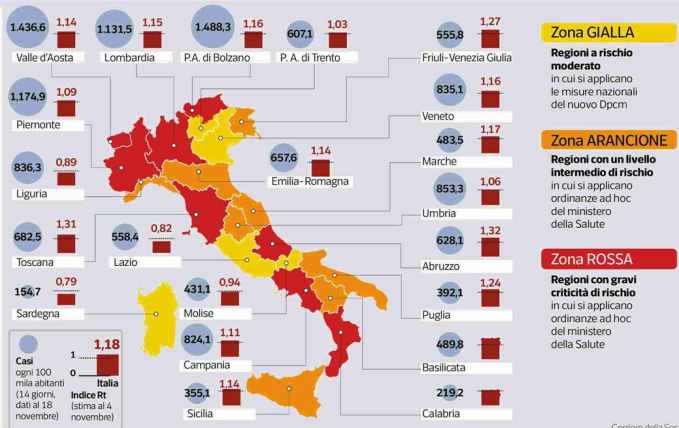 1.436,6
1,14
Valle d'Aosta
1.131,5
1,15
Lombardia
1.488,3
1,16
P.A. di Bolzano
607,1
1,03
P. A. di Trento
555,8
1,27
Friuli-Venezia Giulia
1,174,9
1,09
Piemonte
835,1
1,16
Veneto
836,3
0,89
Liguria
657,6
1,14
Emilia-Romagna
483,5
1,17
Marche
853,3
1,06
Umbria
682,5
1,31
Toscana
558,4
0,82
Lazio
628,1
1,32
Abruzzo
154,7
0,79
Sardegna
431,1
0,94
Molise
392,1
1,24
Puglia
824,1
1,11
Campania
489,8
Basilicata
355,1
1,14
Sicilia
219,2
Calabria
Casi
ogni 100
mila abitanti
(14 giorni,
dati al 18
novembre)
1,18
1
0
Italia
Indice Rt
(stima al 4
novembre)
Zona GIALLA
Regioni a rischio
moderato
in cui si applicano
le misure nazionali
del nuovo Dpcm
Zona ARANCIONE
Regioni con un livello
intermedio di rischio
in cui si applicano
ordinanze ad hoc
del ministero
della Salute
Zona ROSSA
Regioni con gravi
criticità di rischio
in cui si applicano
ordinanze ad hoc
del ministero
della Salute